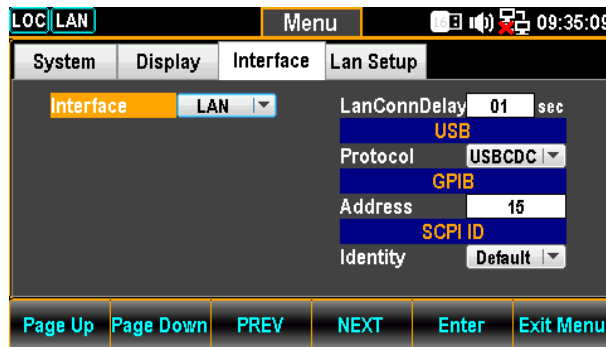 LOC LAN Menu 16 09:35:09
System Display Interface Lan Setup
Interface LAN LanConnDelay 01 sec
USB
Protocol USBCDC
GPIB
Address 15
SCPI ID
Identity Default
Page Up Page Down PREV NEXT Enter Exit Menu